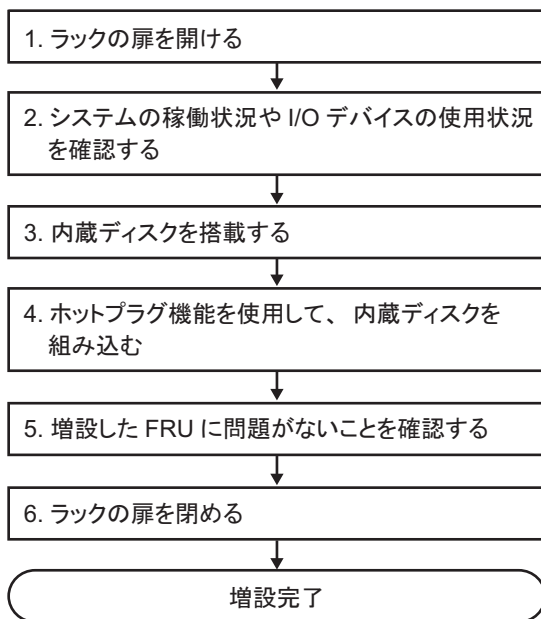 1. ラックの扉を開ける
2. システムの稼働状況や I/O デバイスの使用状況
を確認する
3. 内蔵ディスクを搭載する
4. ホットプラグ機能を使用して、内蔵ディスクを
組み込む
5. 増設した FRU に問題がないことを確認する
6. ラックの扉を閉める
増設完了